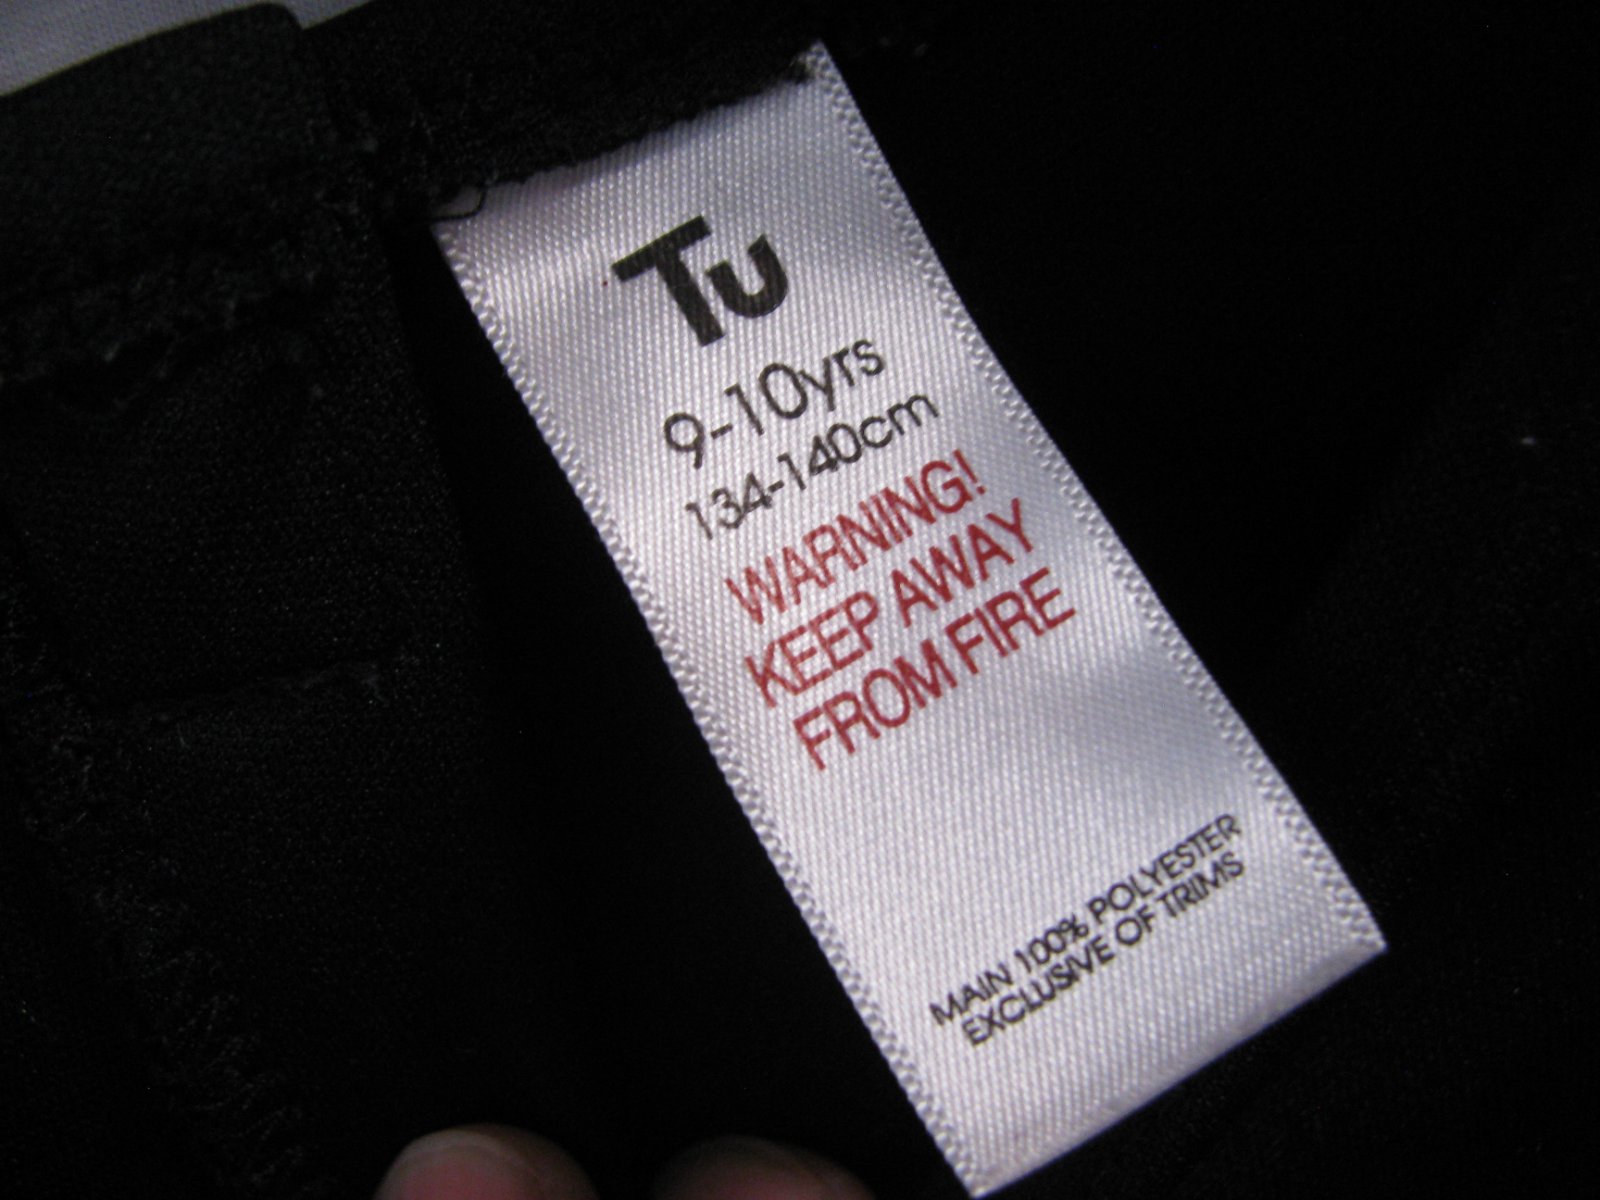 Tu
9-10yrs
134-140cm
WARNING!
KEEP AWAY
FROM FIRE
MAIN 100% POLYESTER
EXCLUSIVE OF TRIMS